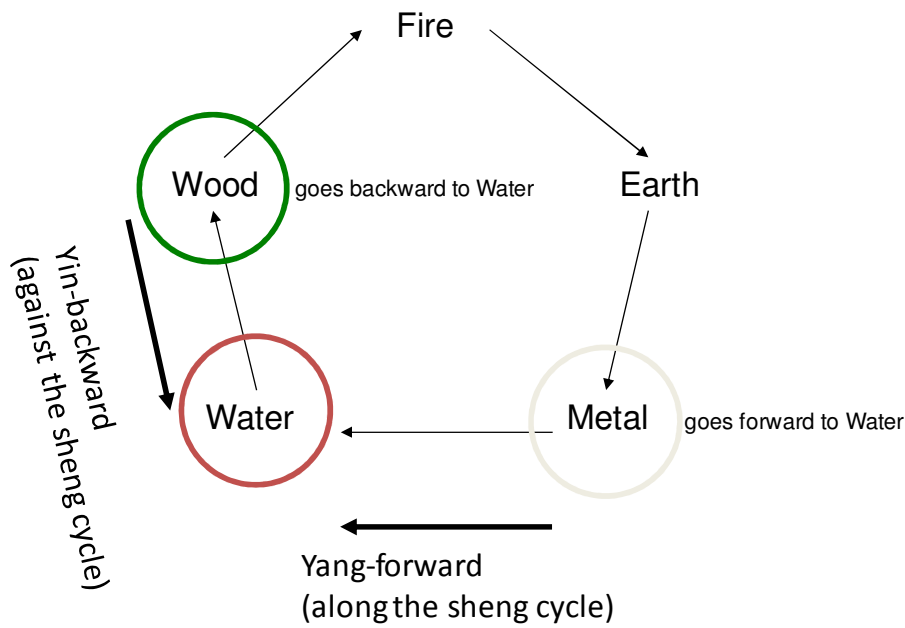 Fire
Wood
goes backward to Water
Earth
Yin-backward
(against the sheng cycle)
Water
Metal
goes forward to Water
Yang-forward
(along the sheng cycle)